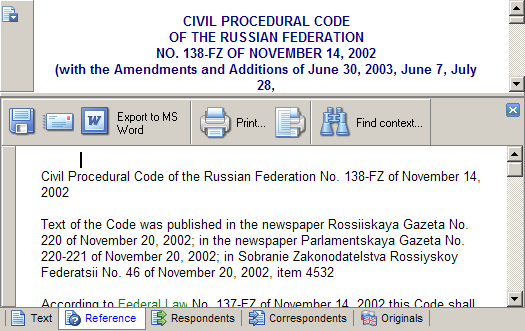 CIVIL PROCEDURAL CODE
OF THE RUSSIAN FEDERATION
NO. 138-FZ OF NOVEMBER 14, 2002
(with the Amendments and Additions of June 30, 2003, June 7, July
28,
Export to MS
Word
Print...
Find context...
Civil Procedural Code of the Russian Federation No. 138-FZ of November 14,
2002
Text of the Code was published in the newspaper Rossiiskaya Gazeta No.
220 of November 20, 2002; in the newspaper Parlamentskaya Gazeta No.
220-221 of November 20, 2002; in Sobranie Zakonodatelstva Rossiyskoy
Federatsii No. 46 of November 20, 2002, item 4532
According to Federal Law No. 137-FZ of November 14, 2002 this Code shall
Text
Reference
Respondents
Correspondents
Originals